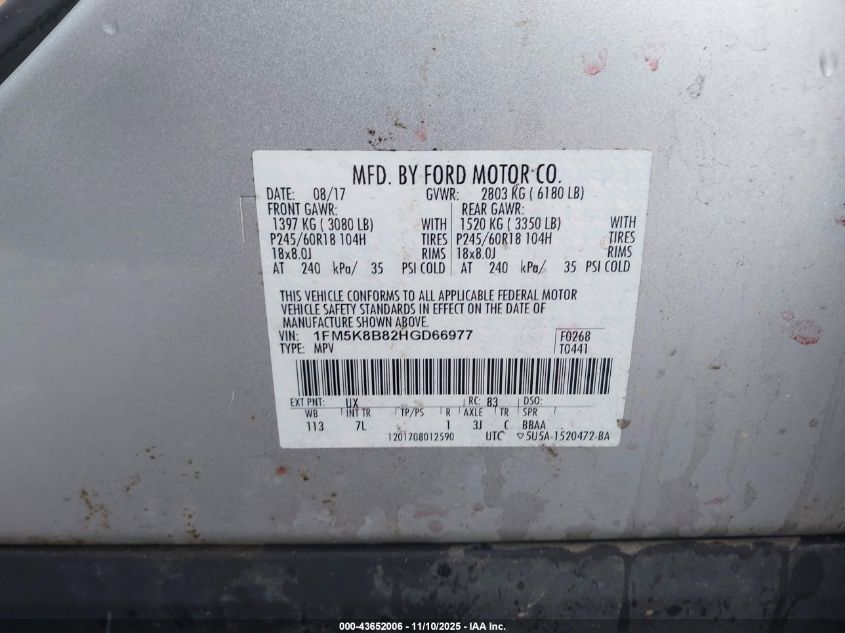 MFD. BY FORD MOTOR CO.
DATE: 08/17 GVWR: 2803 KG ( 6180 LB)
FRONT GAWR: REAR GAWR:
1397 KG ( 3080 LB) WITH 1520 KG ( 3350 LB) WITH
P245/60R18 104H TIRES P245/60R18 104H TIRES
18x8.0J RIMS 18x8.0J RIMS
AT 240 kPa/ 35 PSI COLD AT 240 kPa/ 35 PSI COLD
THIS VEHICLE CONFORMS TO ALL APPLICABLE FEDERAL MOTOR
VEHICLE SAFETY STANDARDS IN EFFECT ON THE DATE OF
MANUFACTURE SHOWN ABOVE.
VIN: 1FM5K8B82HGD66977 F0268
TYPE: MPV T0441
EXT PNT: UX RC: 83 DSO:
WB INT TR TP/PS R AXLE TR SPR
113 7L 1 3J C BBAA
1201708012590 UTC ▽5U5A-1520472-BA
000-43652006 - 11/10/2025 - IAA Inc.